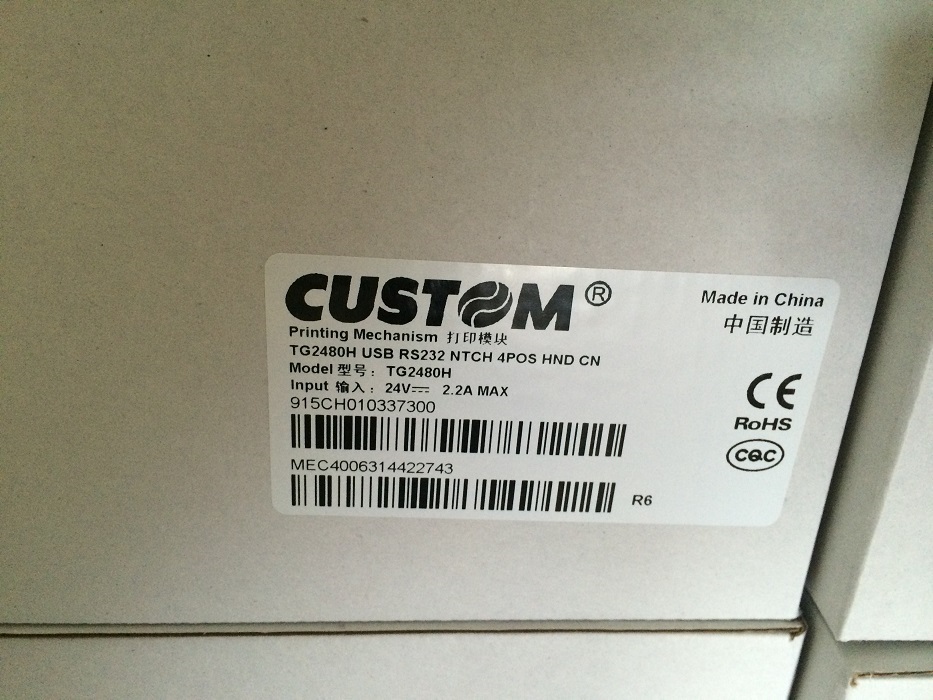 CUSTOM®
Made in China
中国制造
Printing Mechanism 打印模块
TG2480H USB RS232 NTCH 4POS HND CN
Model 型号： TG2480H
Input 输入： 24V⎓ 2.2A MAX
915CH010337300
MEC4006314422743
R6
CE
RoHS
CQC